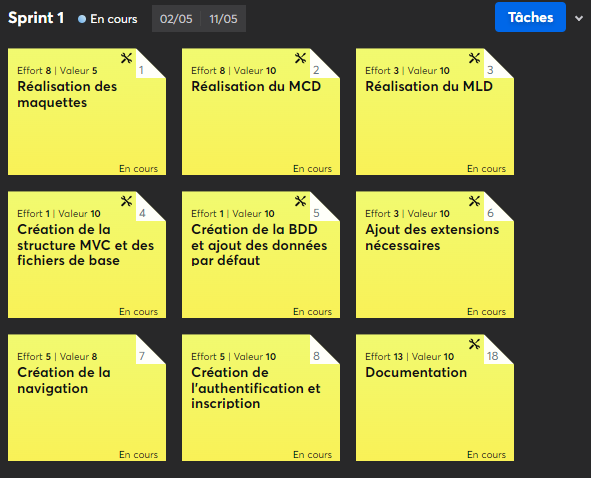 Sprint 1 En cours 02/05 11/05 Tâches
Effort 8 | Valeur 5 1
Réalisation des
maquettes
En cours
Effort 8 | Valeur 10 2
Réalisation du MCD
En cours
Effort 3 | Valeur 10 3
Réalisation du MLD
En cours
Effort 1 | Valeur 10 4
Création de la
structure MVC et des
fichiers de base
En cours
Effort 1 | Valeur 10 5
Création de la BDD
et ajout des données
par défaut
En cours
Effort 3 | Valeur 10 6
Ajout des extensions
nécessaires
En cours
Effort 5 | Valeur 8 7
Création de la
navigation
En cours
Effort 5 | Valeur 10 8
Création de
l'authentification et
inscription
En cours
Effort 13 | Valeur 10 18
Documentation
En cours